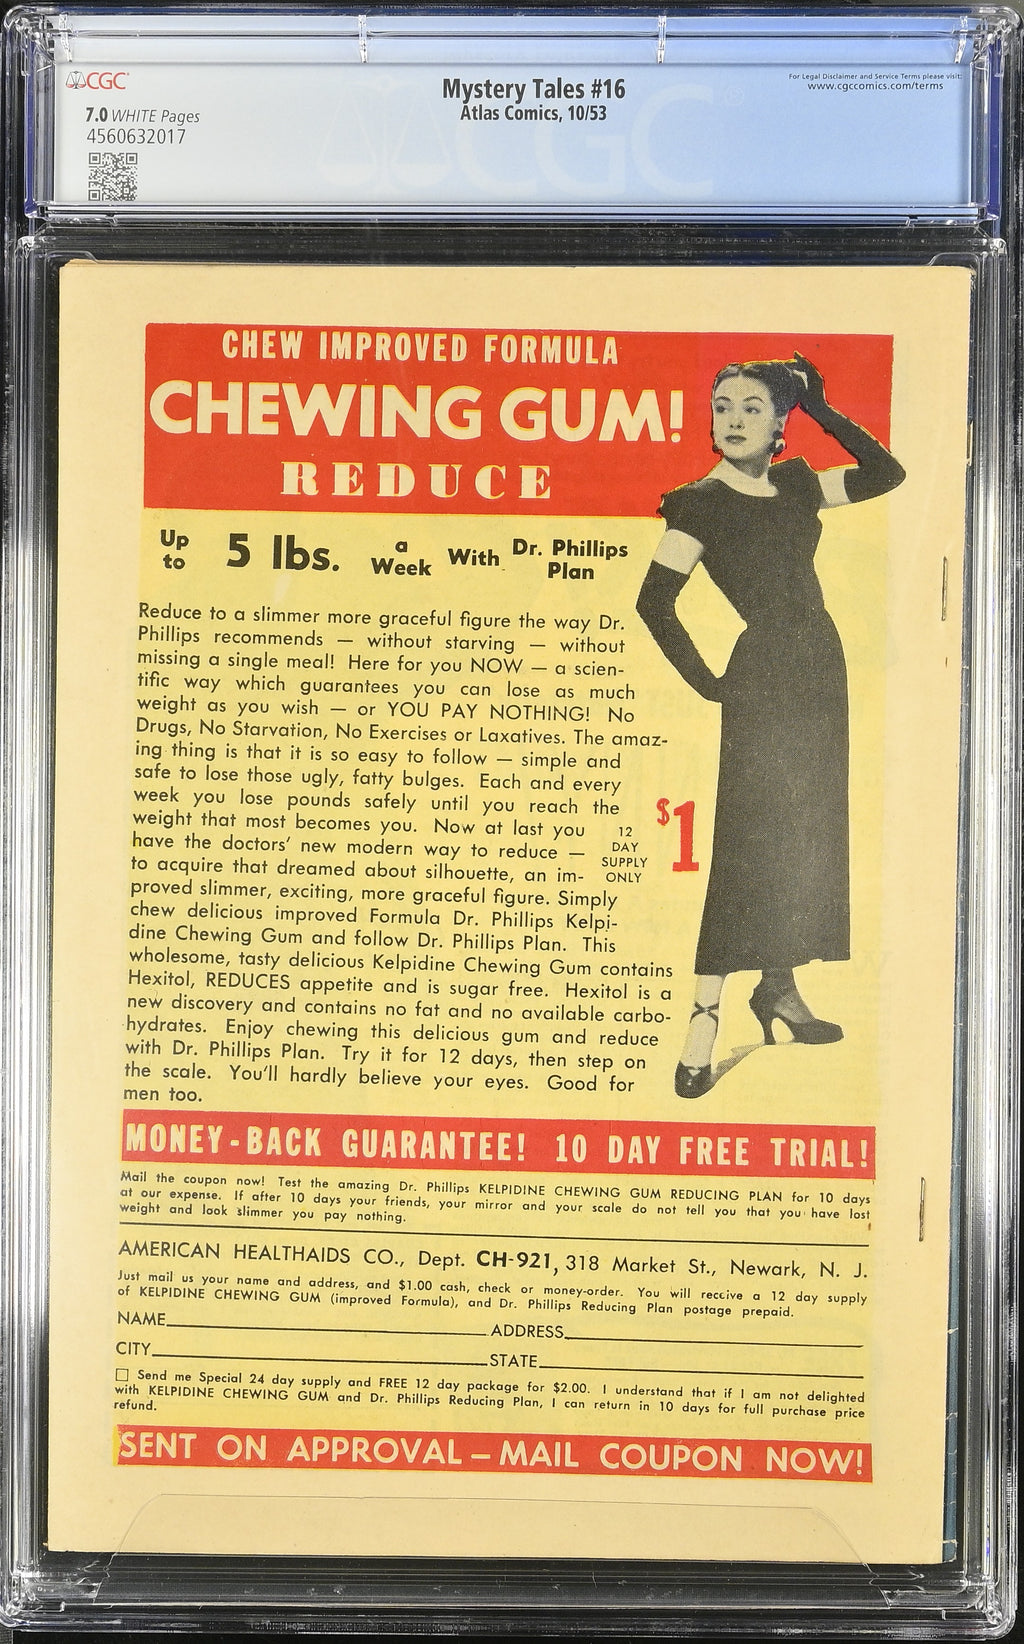 CGC
Mystery Tales #16
For Legal Disclaimer and Service Terms please visit:
www.cgccomics.com/terms
7.0 WHITE Pages
Atlas Comics, 10/53
4560632017
CGC
CHEW IMPROVED FORMULA
CHEWING GUM!
REDUCE
Up to 5 lbs. a Week With Dr. Phillips Plan
Reduce to a slimmer more graceful figure the way Dr.
Phillips recommends — without starving — without
missing a single meal! Here for you NOW — a scien-
tific way which guarantees you can lose as much
weight as you wish — or YOU PAY NOTHING! No
Drugs, No Starvation, No Exercises or Laxatives. The amaz-
ing thing is that it is so easy to follow — simple and
safe to lose those ugly, fatty bulges. Each and every
week you lose pounds safely until you reach the
weight that most becomes you. Now at last you
have the doctors' new modern way to reduce —
to acquire that dreamed about silhouette, an im-
proved slimmer, exciting, more graceful figure. Simply
chew delicious improved Formula Dr. Phillips Kelpi-
dine Chewing Gum and follow Dr. Phillips Plan. This
wholesome, tasty delicious Kelpidine Chewing Gum contains
Hexitol, REDUCES appetite and is sugar free. Hexitol is a
new discovery and contains no fat and no available carbo-
hydrates. Enjoy chewing this delicious gum and reduce
with Dr. Phillips Plan. Try it for 12 days, then step on
the scale. You'll hardly believe your eyes. Good for
men too.
12
DAY
SUPPLY
ONLY
$1
MONEY-BACK GUARANTEE! 10 DAY FREE TRIAL!
Mail the coupon now! Test the amazing Dr. Phillips KELPIDINE CHEWING GUM REDUCING PLAN for 10 days
at our expense. If after 10 days your friends, your mirror and your scale do not tell you that you have lost
weight and look slimmer you pay nothing.
AMERICAN HEALTHAIDS CO., Dept. CH-921, 318 Market St., Newark, N. J.
Just mail us your name and address, and $1.00 cash, check or money-order. You will receive a 12 day supply
of KELPIDINE CHEWING GUM (improved Formula), and Dr. Phillips Reducing Plan postage prepaid.
NAME ADDRESS
CITY STATE
Send me Special 24 day supply and FREE 12 day package for $2.00. I understand that if I am not delighted
with KELPIDINE CHEWING GUM and Dr. Phillips Reducing Plan, I can return in 10 days for full purchase price
refund.
SENT ON APPROVAL — MAIL COUPON NOW!